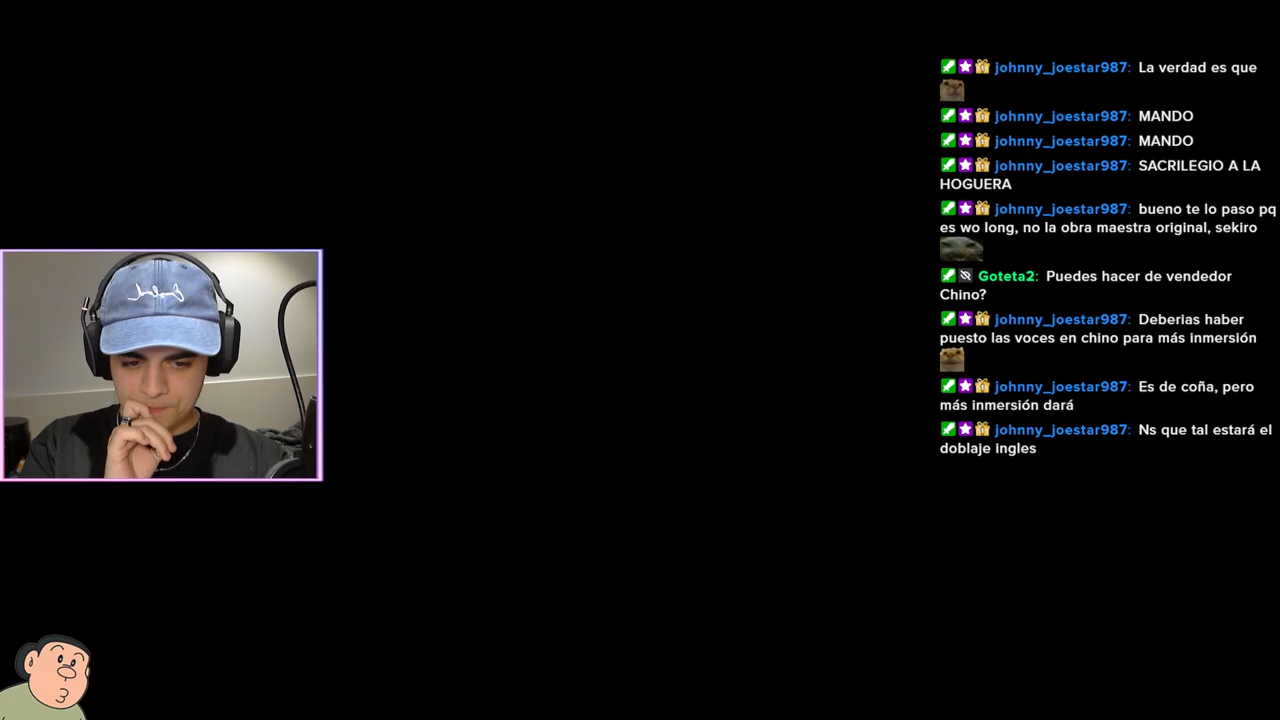 johnny_joestar987: La verdad es que
johnny_joestar987: MANDO
johnny_joestar987: MANDO
johnny_joestar987: SACRILEGIO A LA
HOGUERA
johnny_joestar987: bueno te lo paso pq
es wo long, no la obra maestra original, sekiro
Goteta2: Puedes hacer de vendedor
Chino?
johnny_joestar987: Deberias haber
puesto las voces en chino para más inmersión
johnny_joestar987: Es de coña, pero
más inmersión dará
johnny_joestar987: Ns que tal estará el
doblaje ingles